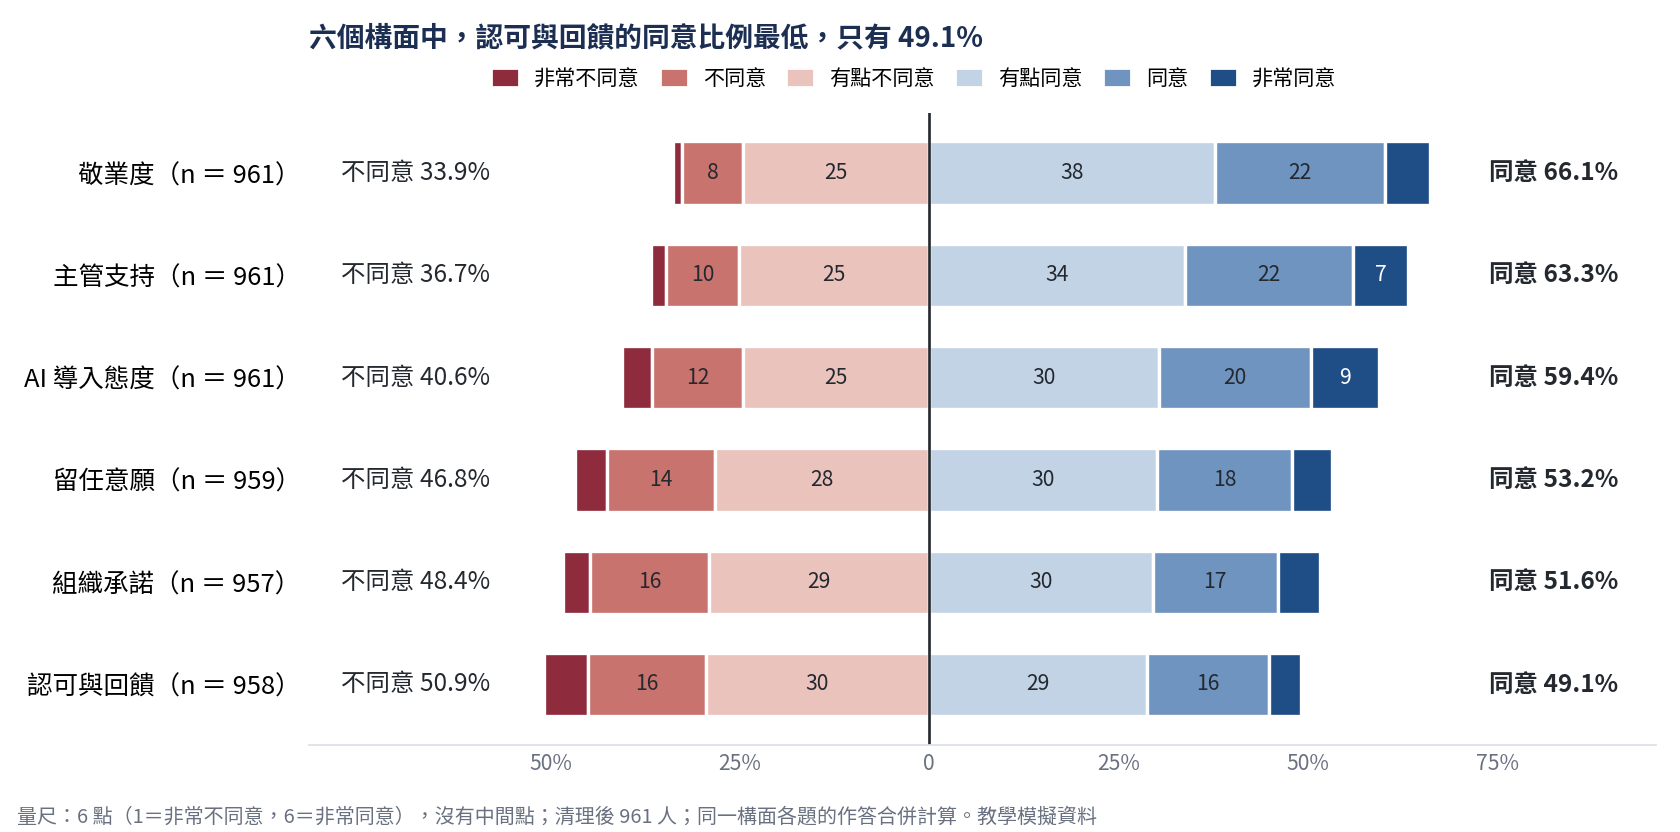 六個構面中，認可與回饋的同意比例最低，只有 49.1%
非常不同意 不同意 有點不同意 有點同意 同意 非常同意
敬業度（n ＝ 961） 不同意 33.9% 8 25 38 22 同意 66.1%
主管支持（n ＝ 961） 不同意 36.7% 10 25 34 22 7 同意 63.3%
AI 導入態度（n ＝ 961） 不同意 40.6% 12 25 30 20 9 同意 59.4%
留任意願（n ＝ 959） 不同意 46.8% 14 28 30 18 同意 53.2%
組織承諾（n ＝ 957） 不同意 48.4% 16 29 30 17 同意 51.6%
認可與回饋（n ＝ 958） 不同意 50.9% 16 30 29 16 同意 49.1%
50% 25% 0 25% 50% 75%
量尺：6 點（1＝非常不同意，6＝非常同意），沒有中間點；清理後 961 人；同一構面各題的作答合併計算。教學模擬資料